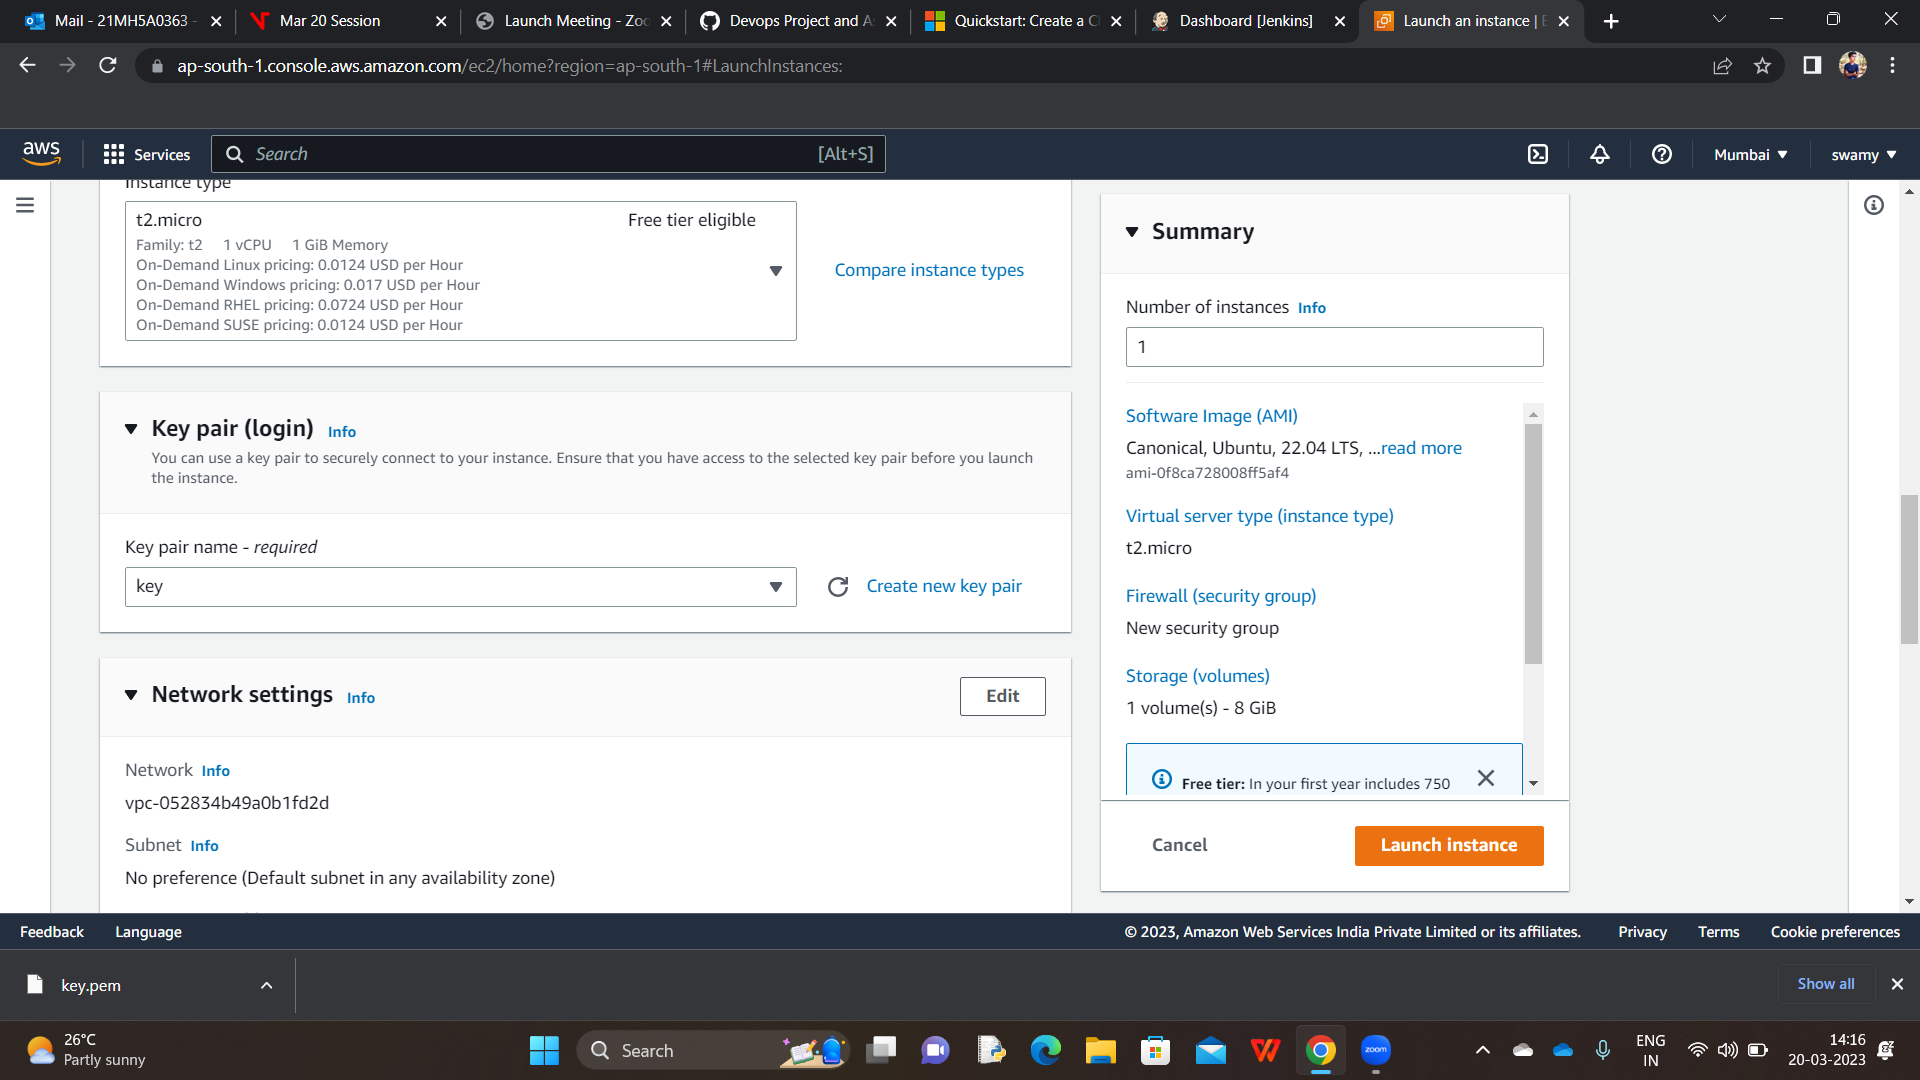 Mail - 21MH5A0363 -
Mar 20 Session
Launch Meeting - Zoo
Devops Project and As
Quickstart: Create a C
Dashboard [Jenkins]
Launch an instance | E
ap-south-1.console.aws.amazon.com/ec2/home?region=ap-south-1#LaunchInstances:
aws
Services
Search
[Alt+S]
Mumbai
swamy
Instance type
t2.micro
Free tier eligible
Family: t2 1 vCPU 1 GiB Memory
On-Demand Linux pricing: 0.0124 USD per Hour
On-Demand Windows pricing: 0.017 USD per Hour
On-Demand RHEL pricing: 0.0724 USD per Hour
On-Demand SUSE pricing: 0.0124 USD per Hour
Compare instance types
Key pair (login) Info
You can use a key pair to securely connect to your instance. Ensure that you have access to the selected key pair before you launch
the instance.
Key pair name - required
key
Create new key pair
Network settings Info
Edit
Network Info
vpc-052834b49a0b1fd2d
Subnet Info
No preference (Default subnet in any availability zone)
Summary
Number of instances Info
1
Software Image (AMI)
Canonical, Ubuntu, 22.04 LTS, ...read more
ami-0f8ca728008ff5af4
Virtual server type (instance type)
t2.micro
Firewall (security group)
New security group
Storage (volumes)
1 volume(s) - 8 GiB
Free tier: In your first year includes 750
Cancel
Launch instance
Feedback
Language
© 2023, Amazon Web Services India Private Limited or its affiliates.
Privacy
Terms
Cookie preferences
key.pem
Show all
26°C
Partly sunny
Search
zoom
ENG
IN
14:16
20-03-2023